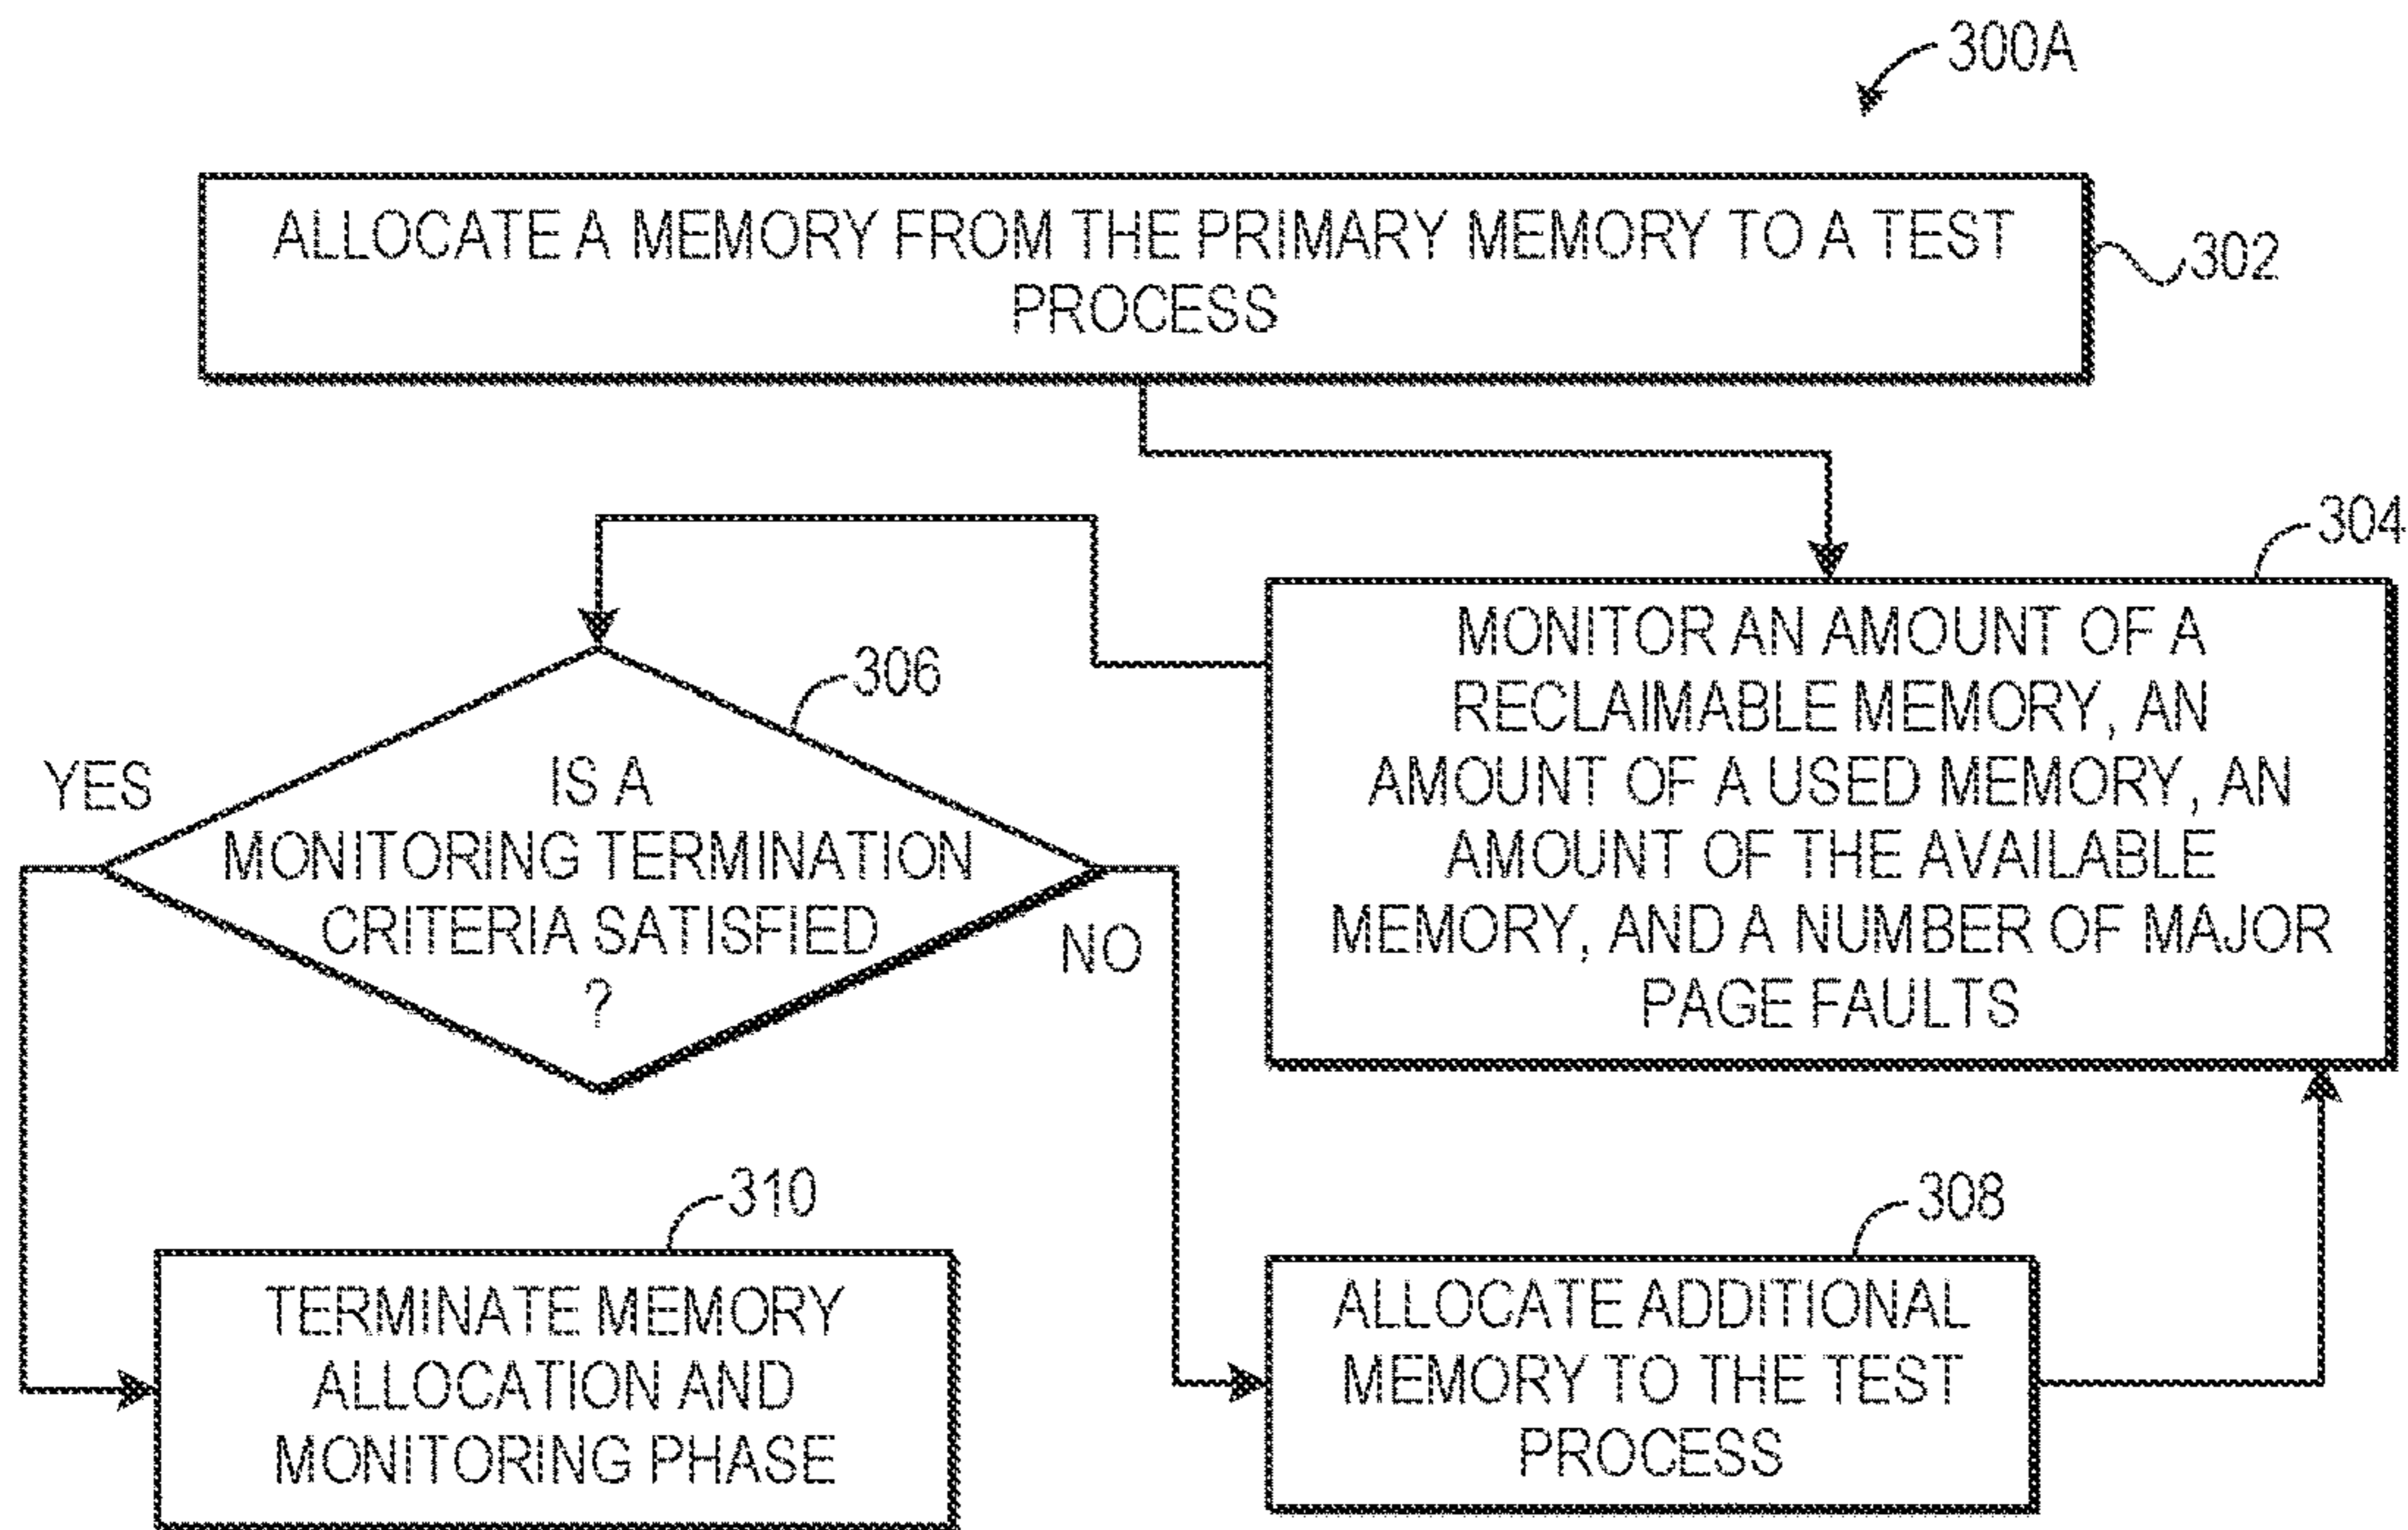 300A
ALLOCATE A MEMORY FROM THE PRIMARY MEMORY TO A TEST
PROCESS
302
304
MONITOR AN AMOUNT OF A
RECLAIMABLE MEMORY, AN
AMOUNT OF A USED MEMORY, AN
AMOUNT OF THE AVAILABLE
MEMORY, AND A NUMBER OF MAJOR
PAGE FAULTS
306
IS A
MONITORING TERMINATION
CRITERIA SATISFIED
?
YES
NO
310
TERMINATE MEMORY
ALLOCATION AND
MONITORING PHASE
308
ALLOCATE ADDITIONAL
MEMORY TO THE TEST
PROCESS